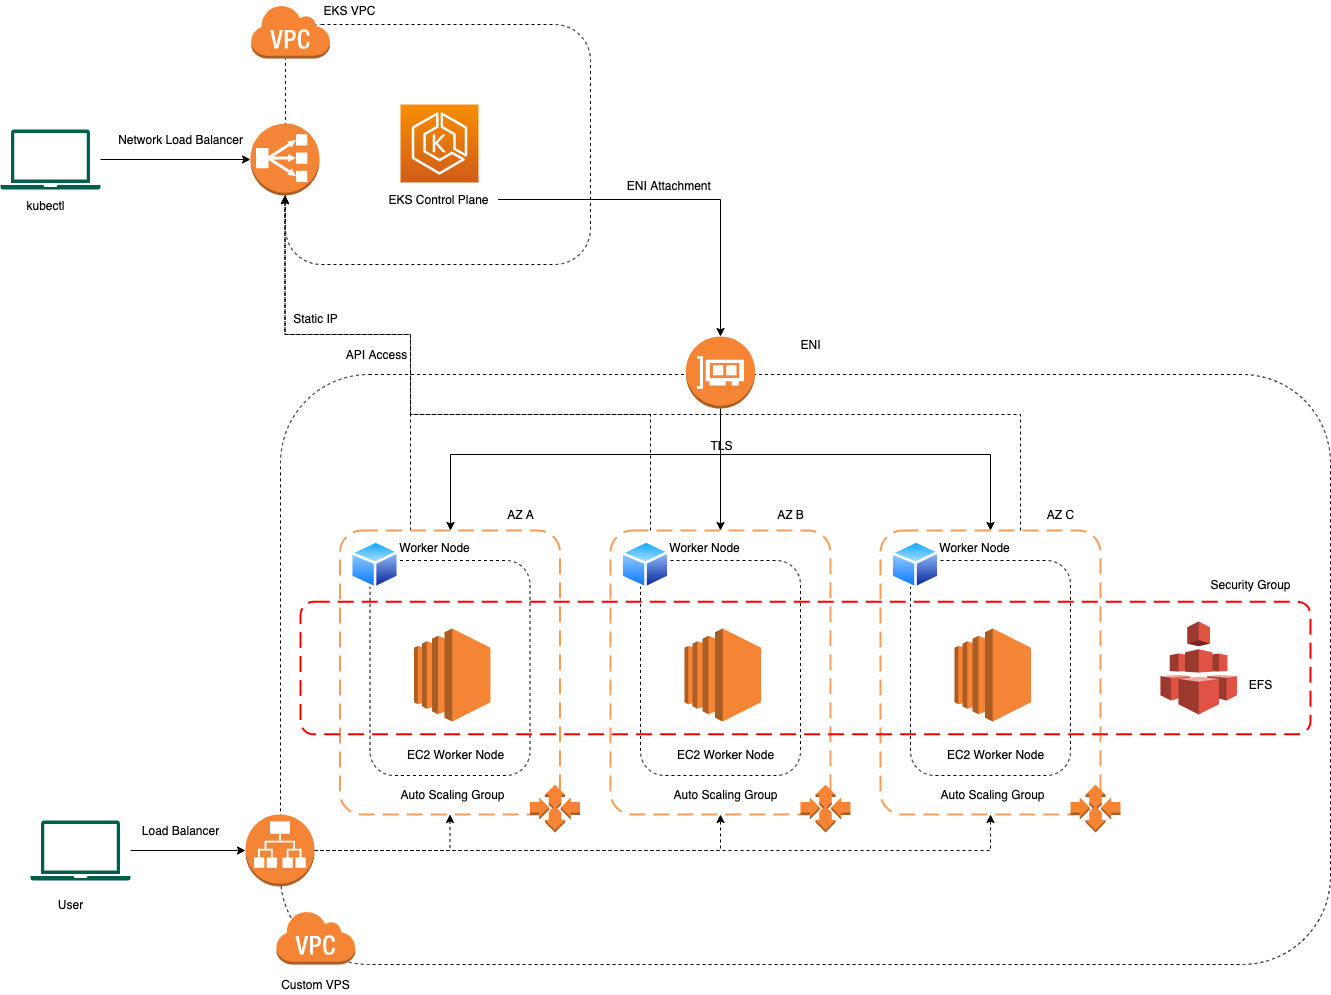 EKS VPC
VPC
Network Load Balancer
K
kubectl
EKS Control Plane
ENI Attachment
Static IP
API Access
ENI
TLS
AZ A
AZ B
AZ C
Worker Node
Worker Node
Worker Node
Security Group
EFS
EC2 Worker Node
EC2 Worker Node
EC2 Worker Node
Auto Scaling Group
Auto Scaling Group
Auto Scaling Group
Load Balancer
User
VPC
Custom VPS